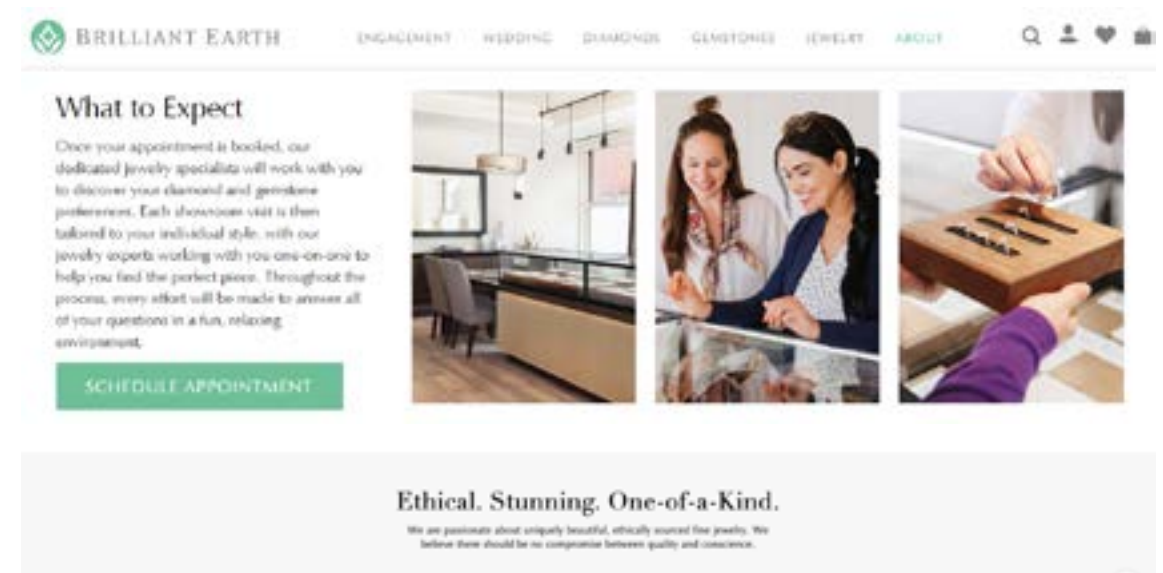 BRILLIANT EARTH
ENGAGEMENT WEDDING DIAMONDS GEMSTONES JEWELRY ABOUT
What to Expect
Once your appointment is booked, our
dedicated jewelry specialists will work with you
to discover your diamond and gemstone
preferences. Each showroom visit is then
tailored to your individual style, with our
jewelry experts working with you one-on-one to
help you find the perfect piece. Throughout the
process, every effort will be made to answer all
of your questions in a fun, relaxing
environment.
SCHEDULE APPOINTMENT
Ethical. Stunning. One-of-a-Kind.
We are passionate about uniquely beautiful, ethically sourced fine jewelry. We
believe there should be no compromise between quality and conscience.